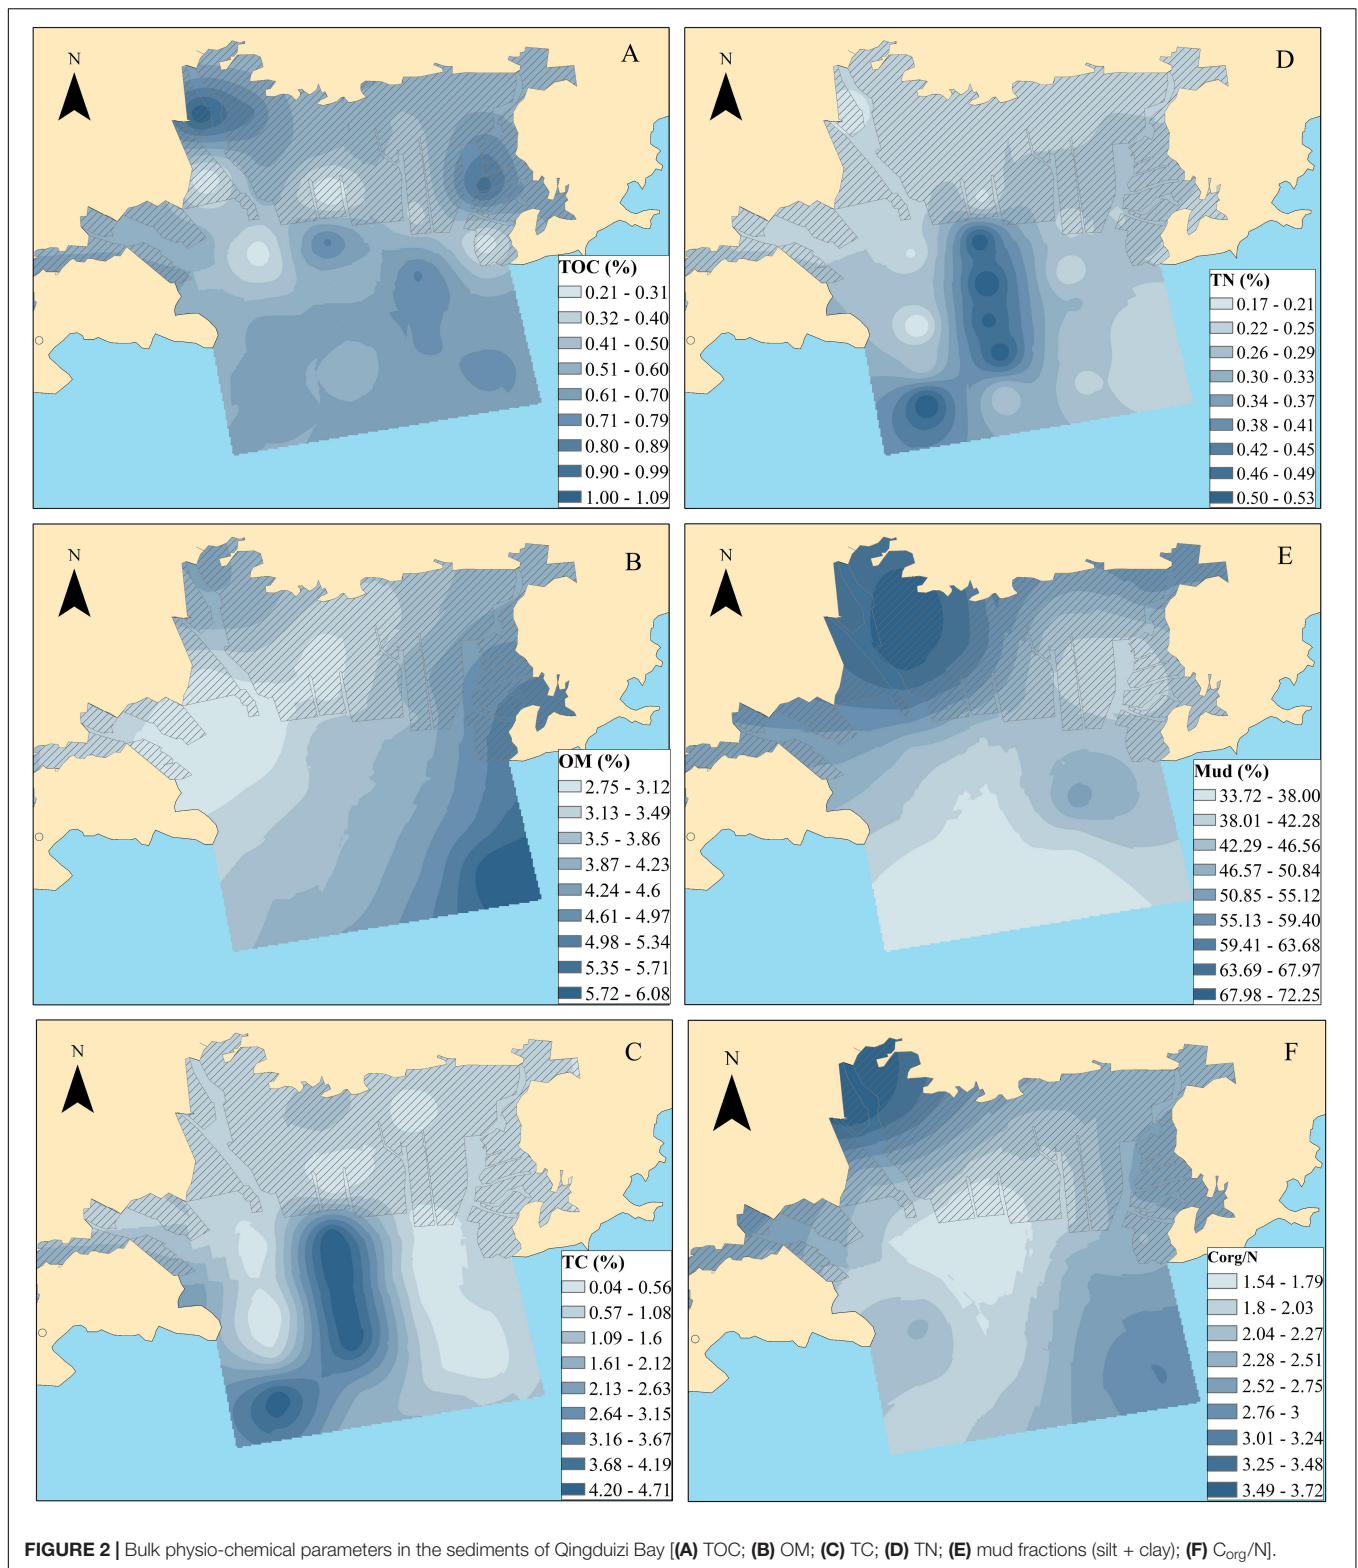 N
A
TOC (%)
0.21 - 0.31
0.32 - 0.40
0.41 - 0.50
0.51 - 0.60
0.61 - 0.70
0.71 - 0.79
0.80 - 0.89
0.90 - 0.99
1.00 - 1.09
N
D
TN (%)
0.17 - 0.21
0.22 - 0.25
0.26 - 0.29
0.30 - 0.33
0.34 - 0.37
0.38 - 0.41
0.42 - 0.45
0.46 - 0.49
0.50 - 0.53
N
B
OM (%)
2.75 - 3.12
3.13 - 3.49
3.5 - 3.86
3.87 - 4.23
4.24 - 4.6
4.61 - 4.97
4.98 - 5.34
5.35 - 5.71
5.72 - 6.08
N
E
Mud (%)
33.72 - 38.00
38.01 - 42.28
42.29 - 46.56
46.57 - 50.84
50.85 - 55.12
55.13 - 59.40
59.41 - 63.68
63.69 - 67.97
67.98 - 72.25
N
C
TC (%)
0.04 - 0.56
0.57 - 1.08
1.09 - 1.6
1.61 - 2.12
2.13 - 2.63
2.64 - 3.15
3.16 - 3.67
3.68 - 4.19
4.20 - 4.71
N
F
Corg/N
1.54 - 1.79
1.8 - 2.03
2.04 - 2.27
2.28 - 2.51
2.52 - 2.75
2.76 - 3
3.01 - 3.24
3.25 - 3.48
3.49 - 3.72
FIGURE 2 | Bulk physio-chemical parameters in the sediments of Qingduizi Bay [(A) TOC; (B) OM; (C) TC; (D) TN; (E) mud fractions (silt + clay); (F) Corg/N].